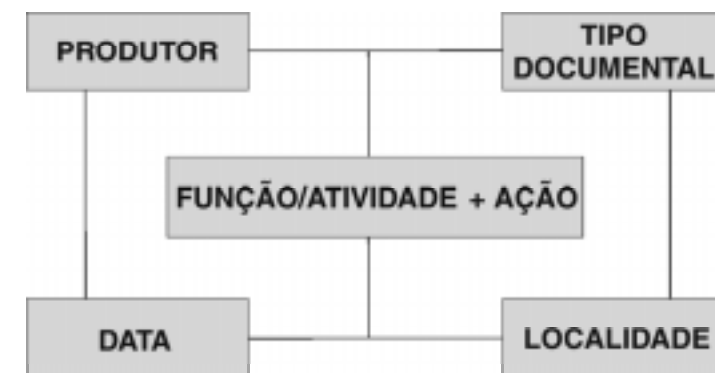 PRODUTOR
TIPO
DOCUMENTAL
FUNÇÃO/ATIVIDADE + AÇÃO
DATA
LOCALIDADE